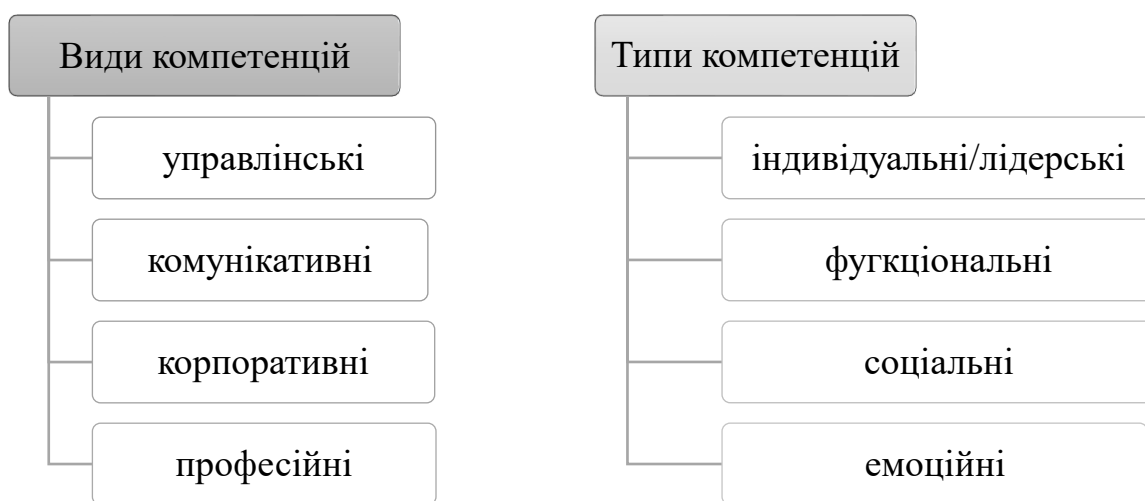 Види компетенцій
управлінські
комунікативні
корпоративні
професійні
Типи компетенцій
індивідуальні/лідерські
фугкціональні
соціальні
емоційні